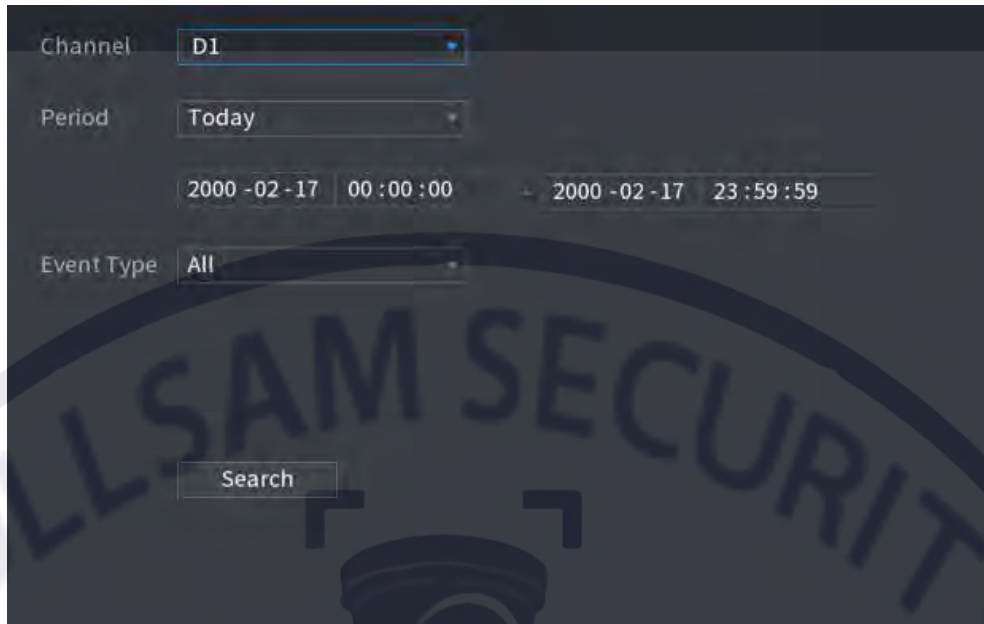 Channel D1
Period Today
2000 -02 -17 00 :00 :00 - 2000 -02 -17 23 :59 :59
Event Type All
LLSAM SECURIT
Search